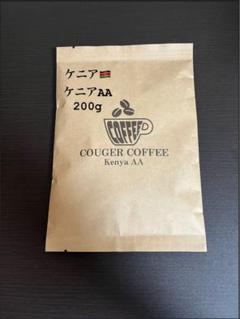 ケニア🇰🇪
ケニアAA
200g
COFFEE
COUGER COFFEE
Kenya AA